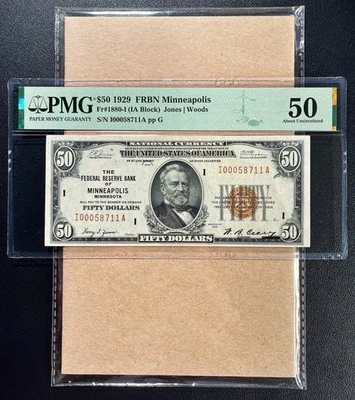 PMG
PAPER MONEY GUARANTY
$50 1929 FRBN Minneapolis
Fr#1880-I (IA Block) Jones | Woods
S/N I00058711A pp G
50
About Uncirculated
NATIONAL CURRENCY
THE UNITED STATES OF AMERICA
50
50
I
I00058711A
THE
FEDERAL RESERVE BANK
OF
MINNEAPOLIS
MINNESOTA
WILL PAY TO THE BEARER ON DEMAND
FIFTY DOLLARS
I
I00058711A
I
I
50
50
FIFTY DOLLARS